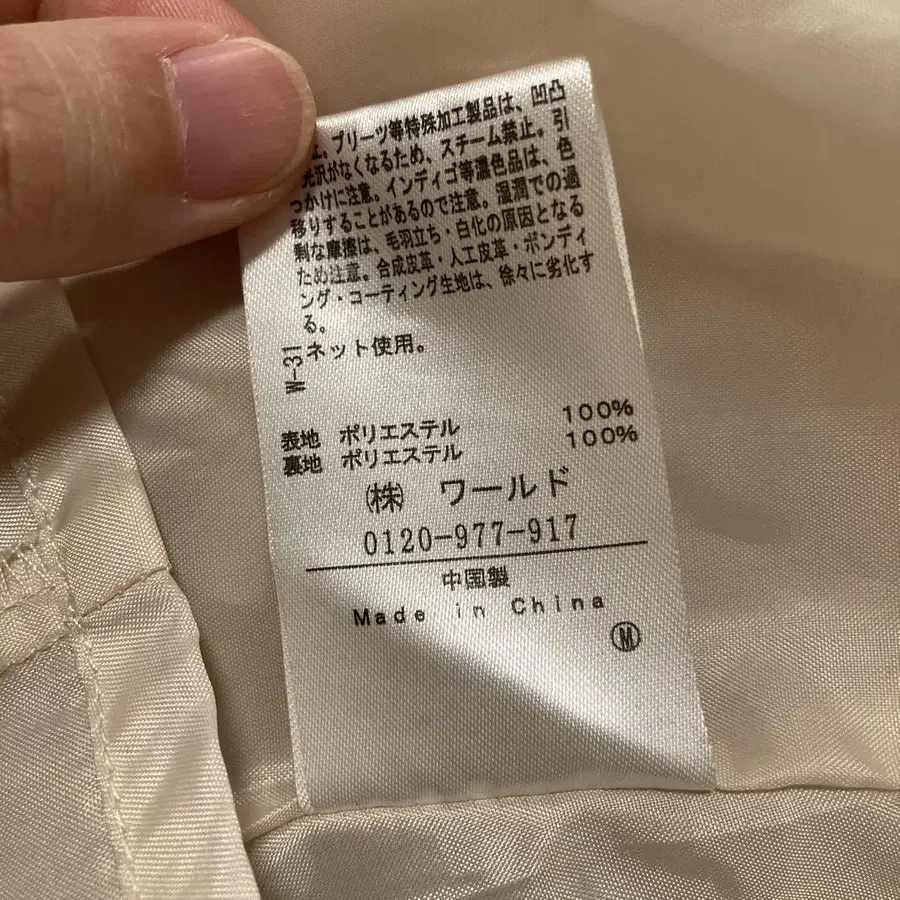 止。プリーツ等特殊加工製品は、凹凸
光沢がなくなるため、スチーム禁止。引
っかけに注意。インディゴ等濃色品は、色
移りすることがあるので注意。湿潤での過
剰な摩擦は、毛羽立ち・白化の原因となる
ため注意。合成皮革・人工皮革・ボンディ
ング・コーティング生地は、徐々に劣化す
る。
W-31
ネット使用。
表地 ポリエステル 100%
裏地 ポリエステル 100%
㈱ ワールド
0120-977-917
中国製
Made in China
Ⓜ